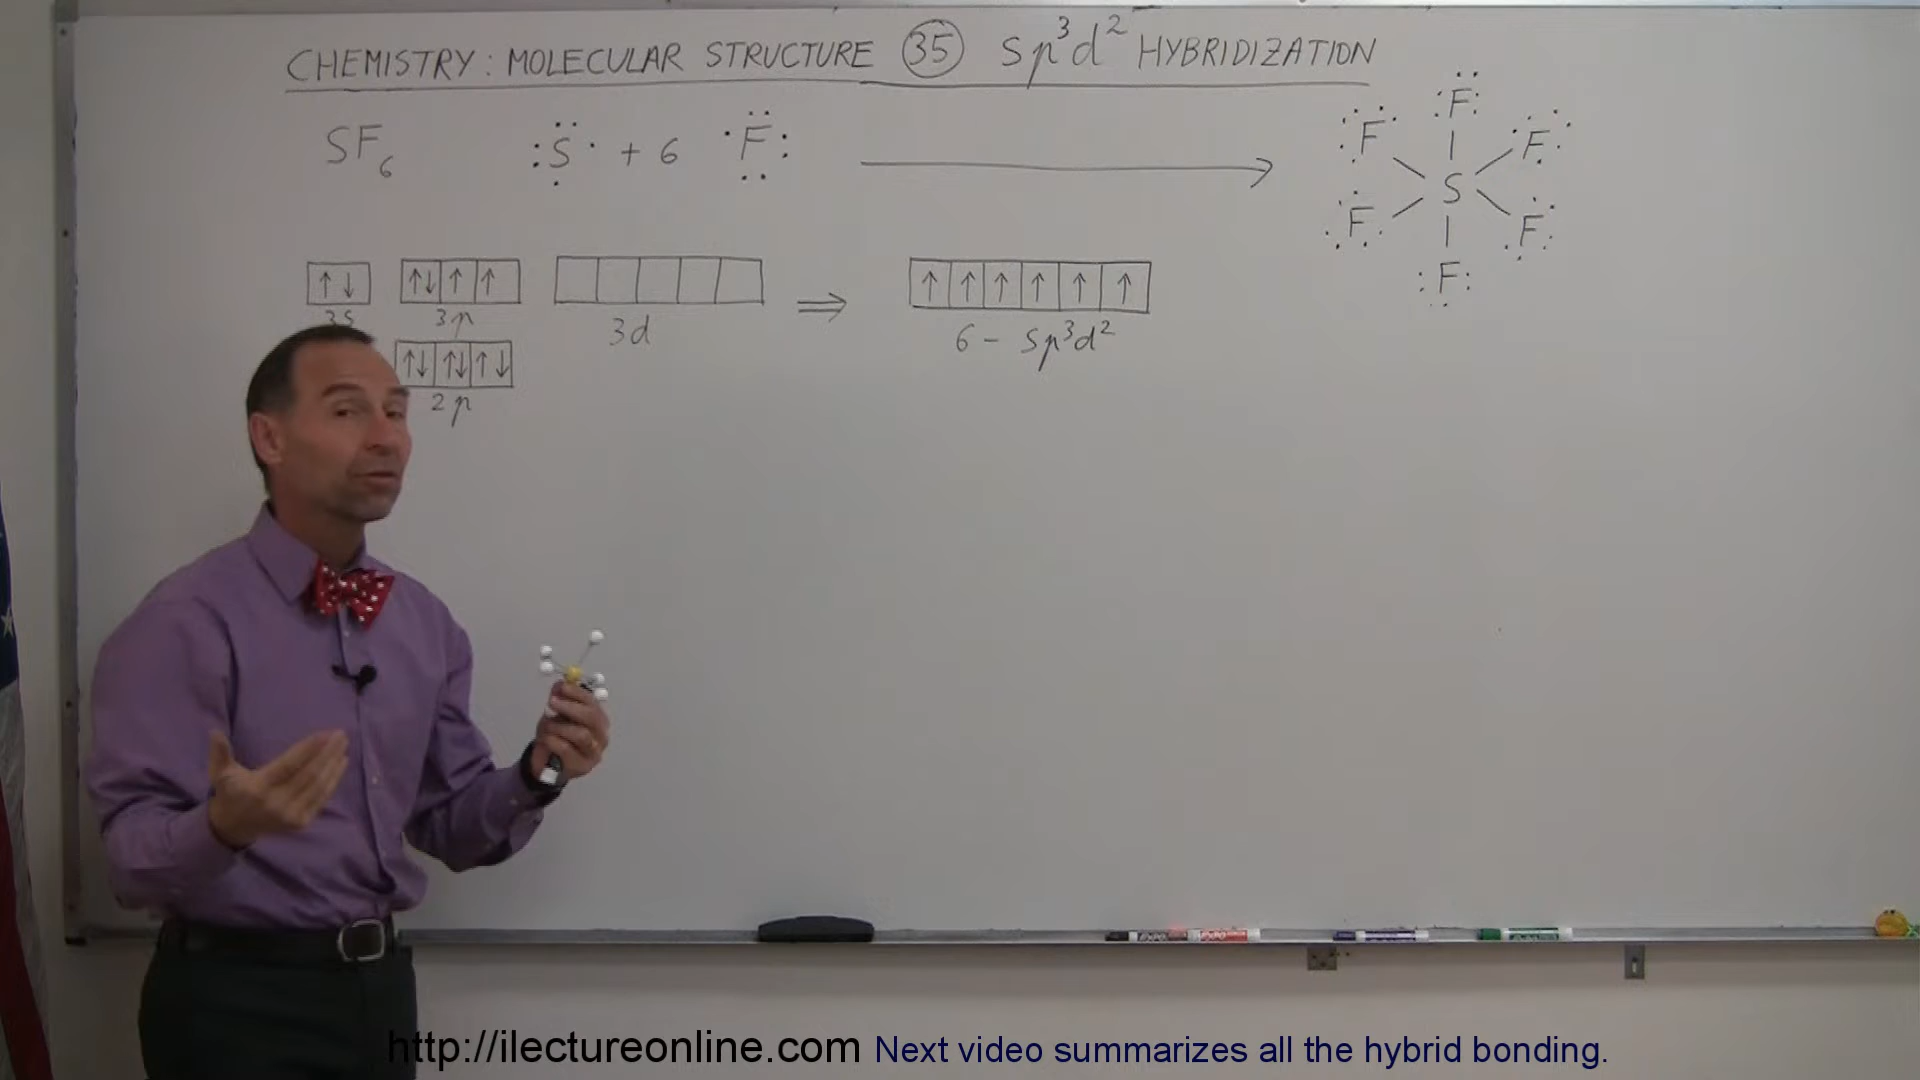 CHEMISTRY: MOLECULAR STRUCTURE 35 sp³d² HYBRIDIZATION
SF₆ :S· + 6 F: ⟶
F
F F
S
F F
F
↑↓ ↑↓ ↑ ↑ ⇒ ↑ ↑ ↑ ↑ ↑ ↑
3s 3p 3d 6 - sp³d²
↑↓ ↑↓ ↑↓
2p
http://ilectureonline.com Next video summarizes all the hybrid bonding.